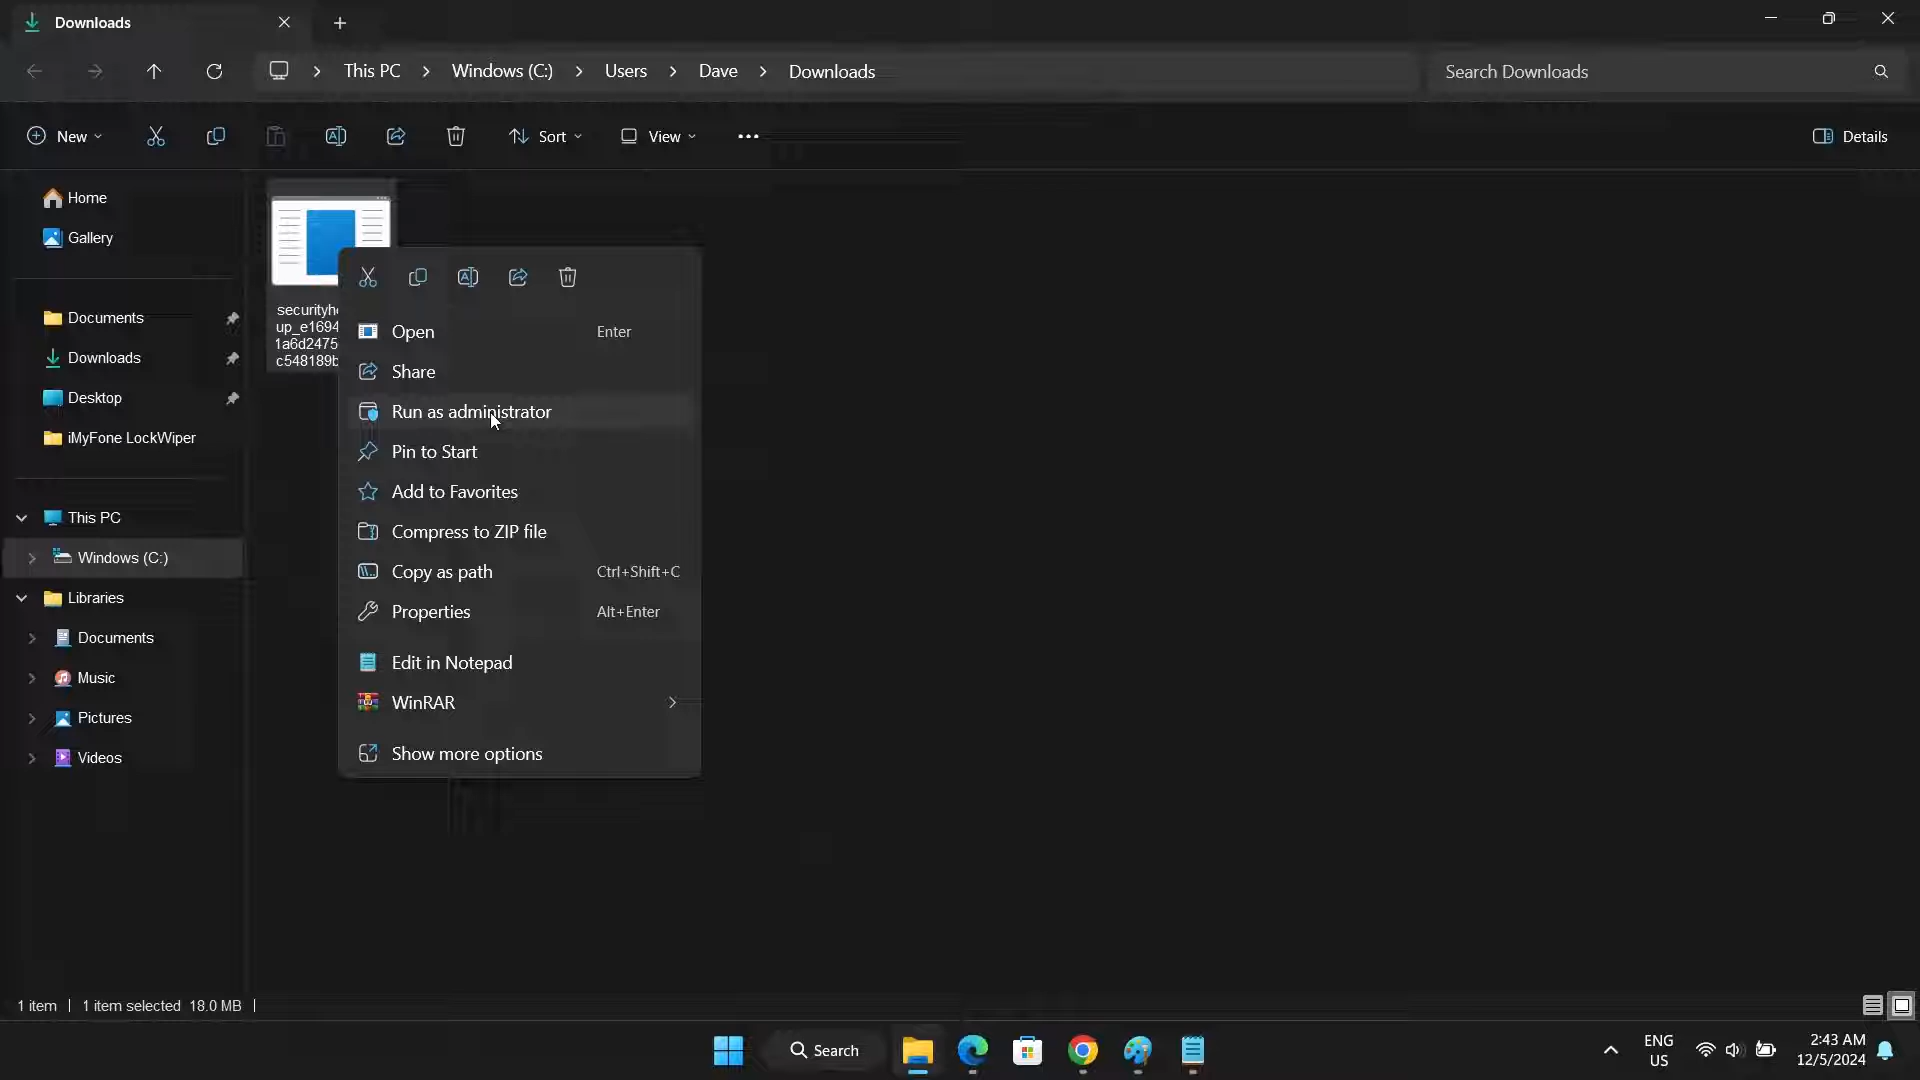 Downloads
This PC
Windows (C:)
Users
Dave
Downloads
Search Downloads
New
Sort
View
Details
Home
Gallery
Documents
Downloads
Desktop
iMyFone LockWiper
This PC
Windows (C:)
Libraries
Documents
Music
Pictures
Videos
up_e1694
1a6d2475
c548189b
Open Enter
Share
Run as administrator
Pin to Start
Add to Favorites
Compress to ZIP file
Copy as path Ctrl+Shift+C
Properties Alt+Enter
Edit in Notepad
WinRAR
Show more options
1 item | 1 item selected 18.0 MB |
Search
ENG
US
2:43 AM
12/5/2024